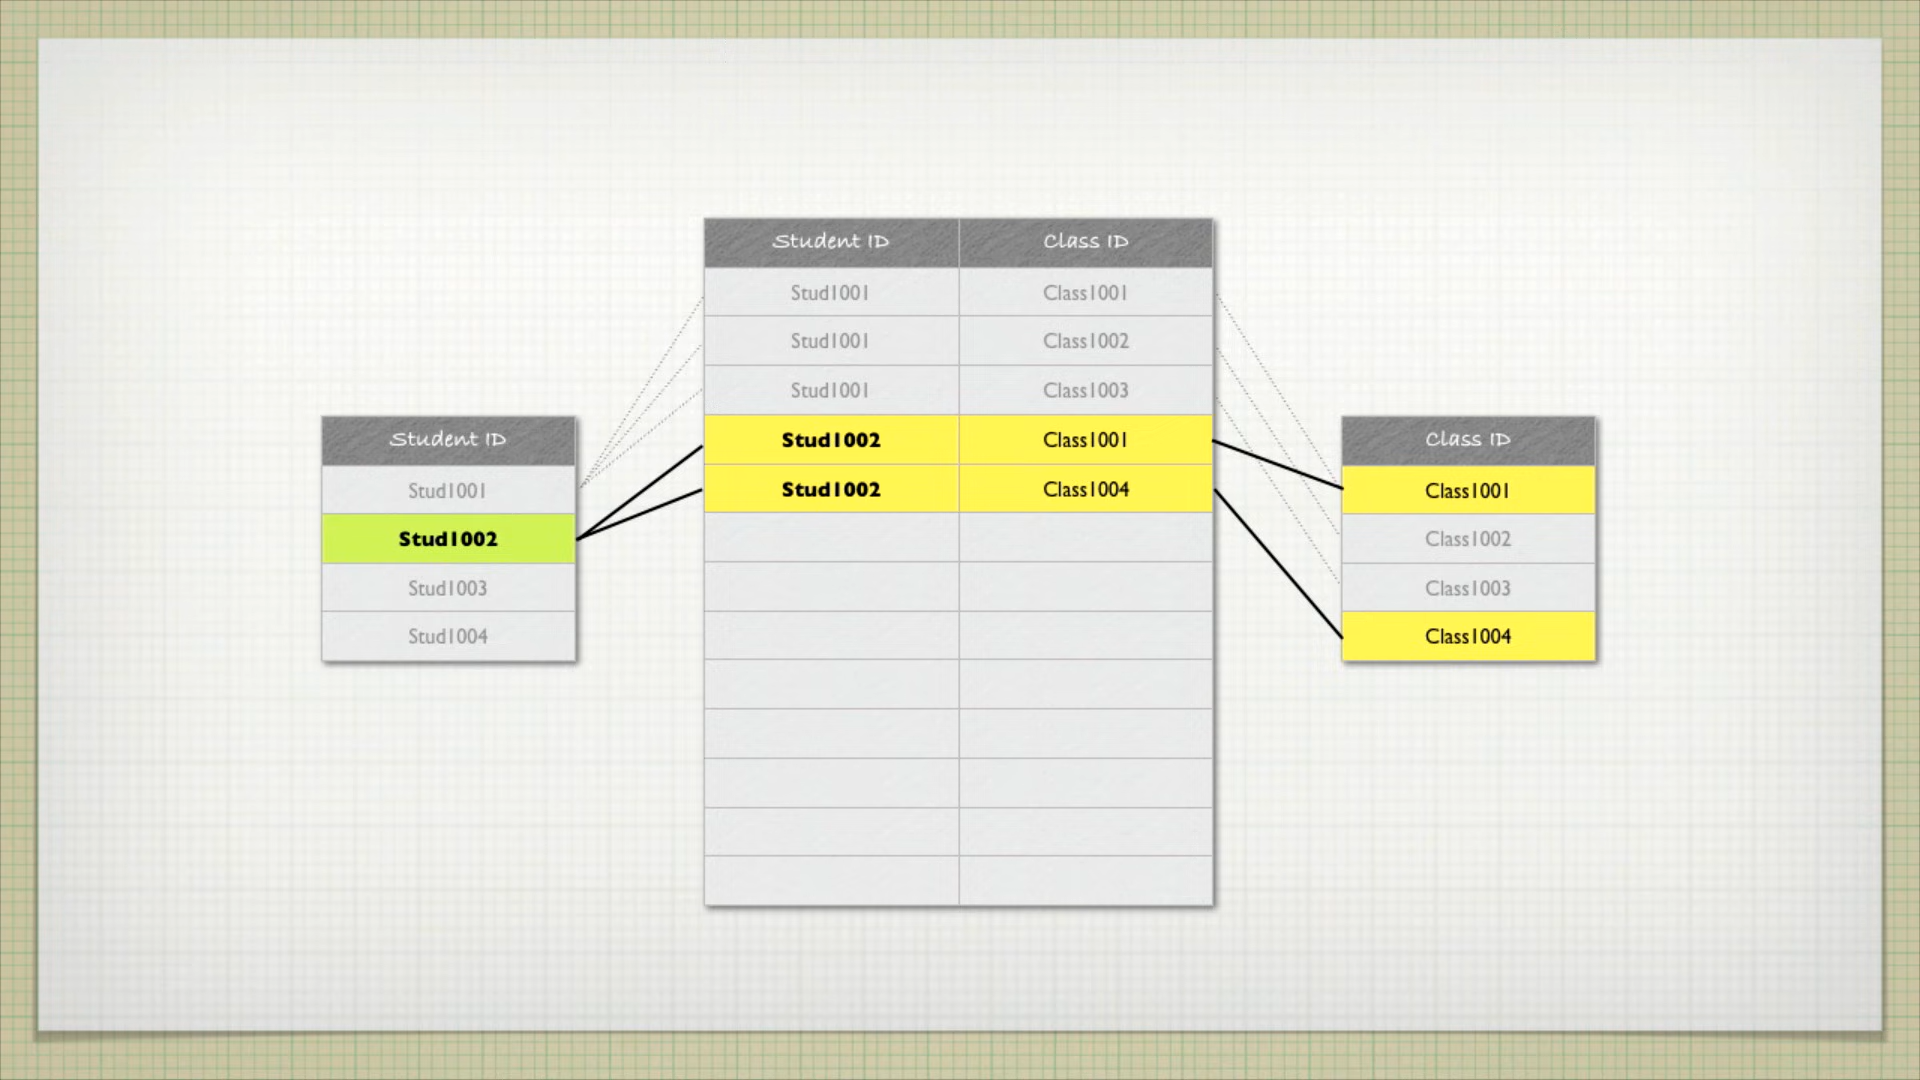 Student ID
Stud1001
Stud1002
Stud1003
Stud1004
Student ID Class ID
Stud1001 Class1001
Stud1001 Class1002
Stud1001 Class1003
Stud1002 Class1001
Stud1002 Class1004
Class ID
Class1001
Class1002
Class1003
Class1004